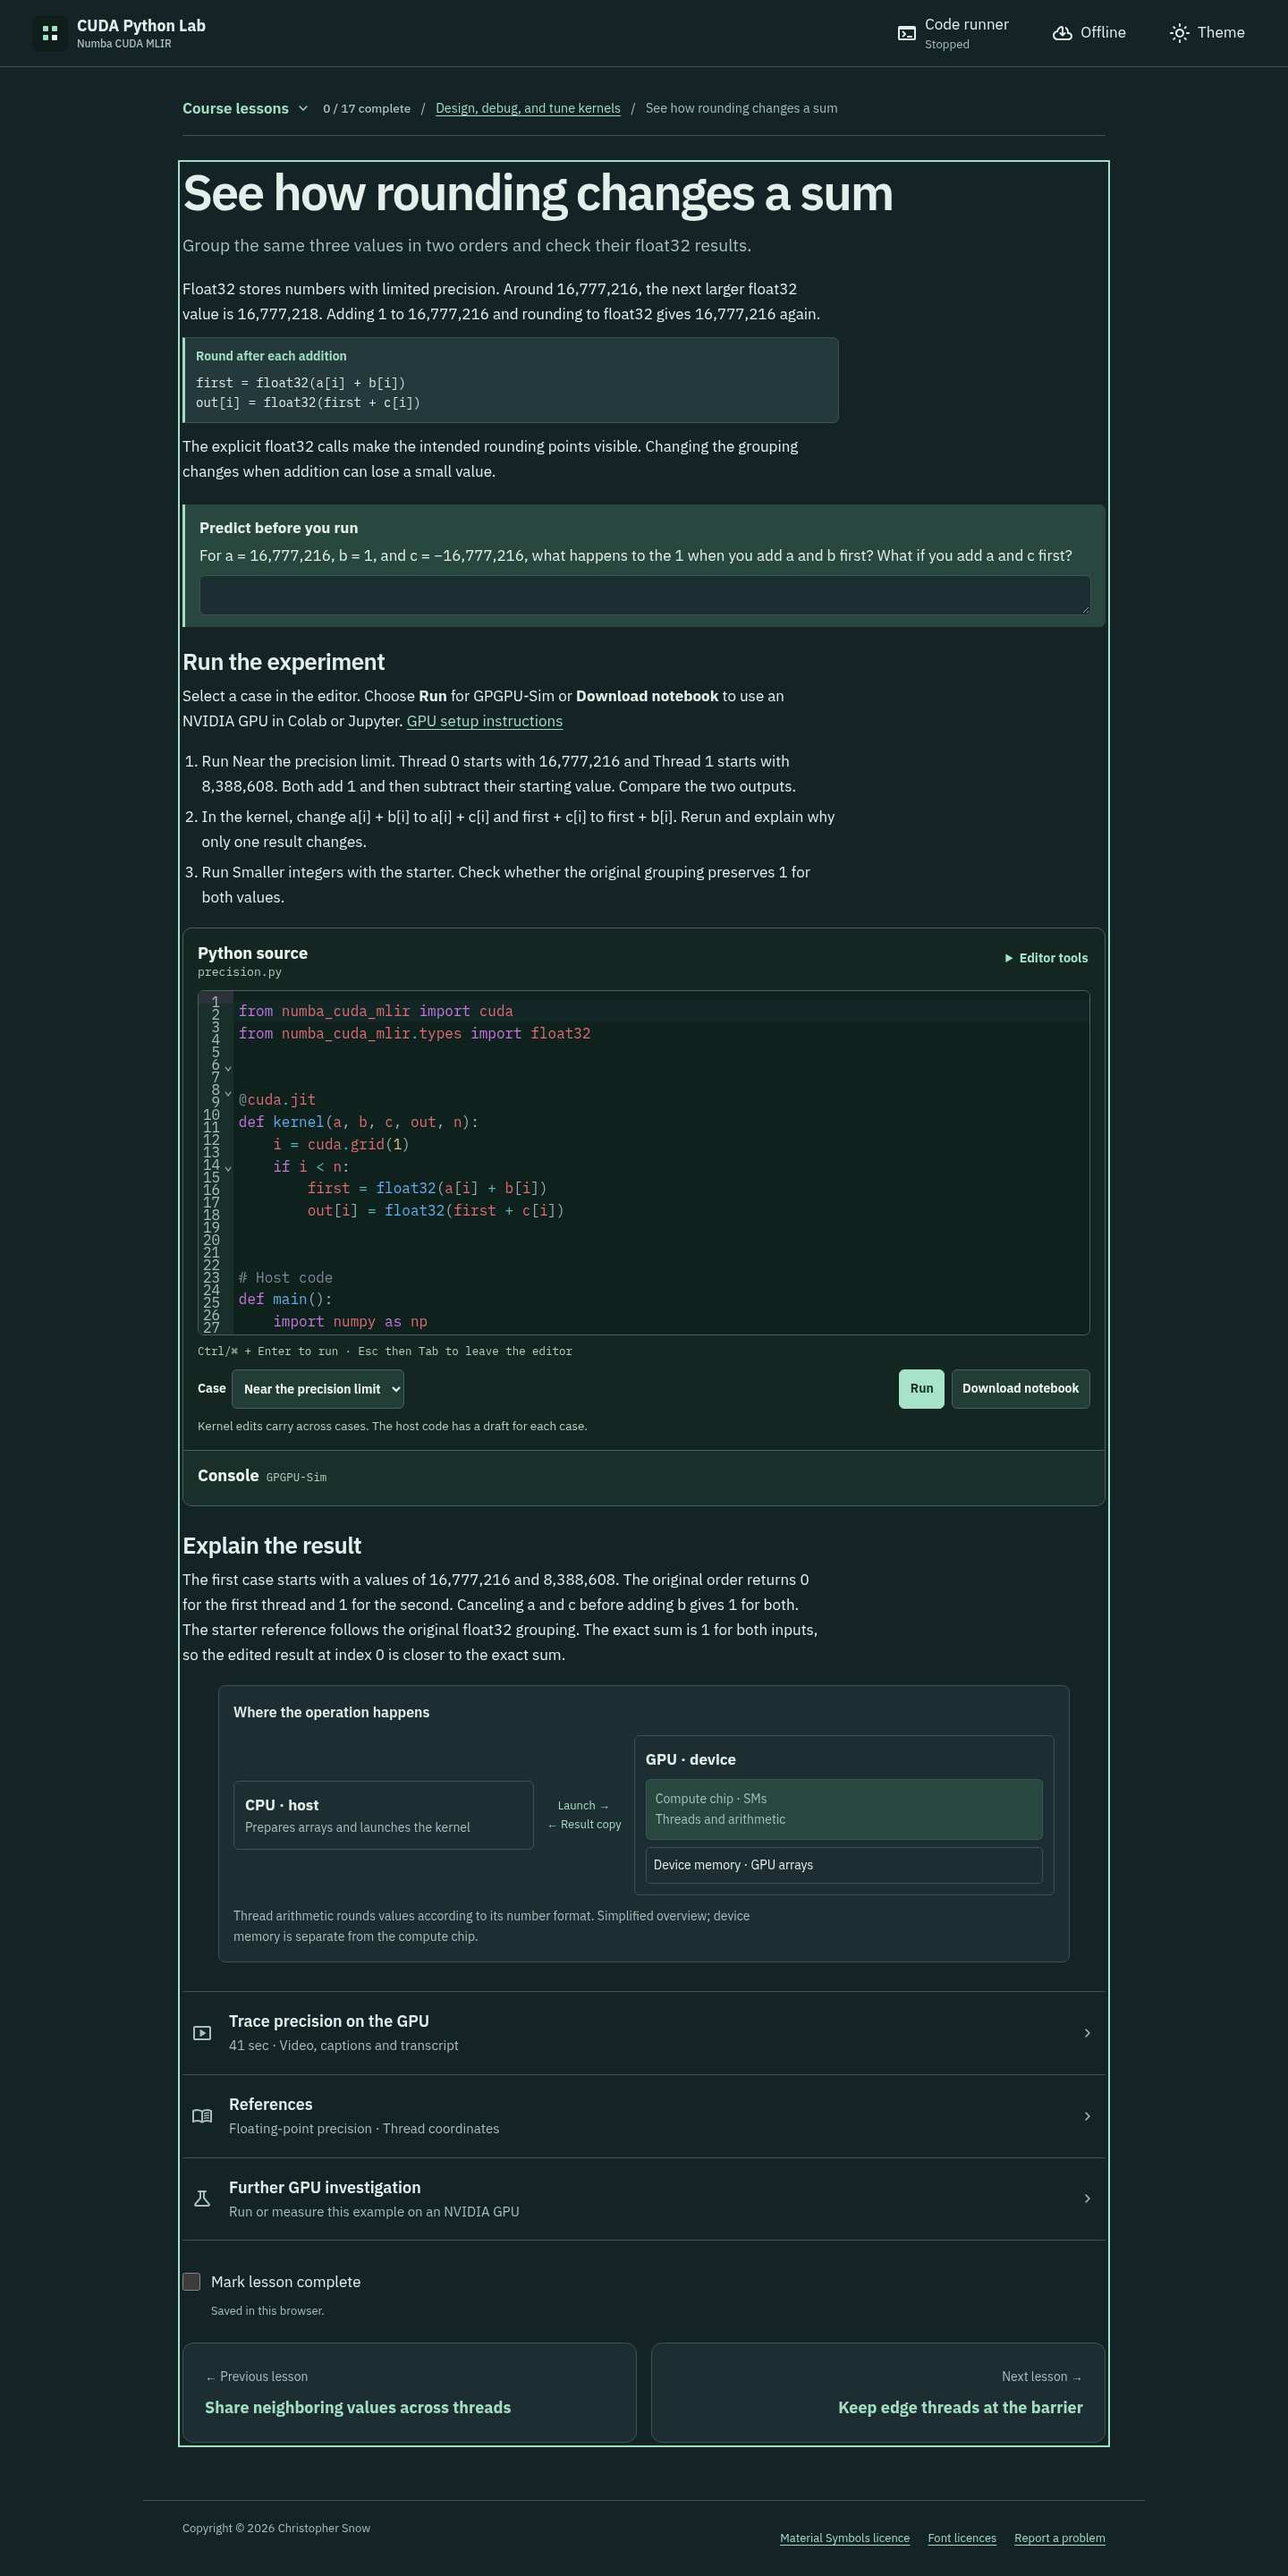 CUDA Python Lab
Numba CUDA MLIR
Code runner
Stopped
Offline
Theme
Course lessons
0 / 17 complete / Design, debug, and tune kernels / See how rounding changes a sum
See how rounding changes a sum
Group the same three values in two orders and check their float32 results.
Float32 stores numbers with limited precision. Around 16,777,216, the next larger float32
value is 16,777,218. Adding 1 to 16,777,216 and rounding to float32 gives 16,777,216 again.
Round after each addition
first = float32(a[i] + b[i])
out[i] = float32(first + c[i])
The explicit float32 calls make the intended rounding points visible. Changing the grouping
changes when addition can lose a small value.
Predict before you run
For a = 16,777,216, b = 1, and c = −16,777,216, what happens to the 1 when you add a and b first? What if you add a and c first?
Run the experiment
Select a case in the editor. Choose Run for GPGPU-Sim or Download notebook to use an
NVIDIA GPU in Colab or Jupyter. GPU setup instructions
1. Run Near the precision limit. Thread 0 starts with 16,777,216 and Thread 1 starts with
8,388,608. Both add 1 and then subtract their starting value. Compare the two outputs.
2. In the kernel, change a[i] + b[i] to a[i] + c[i] and first + c[i] to first + b[i]. Rerun and explain why
only one result changes.
3. Run Smaller integers with the starter. Check whether the original grouping preserves 1 for
both values.
Python source
precision.py
▶ Editor tools
1
2
3
4
5
6
7
8
9
10
11
12
13
14
15
16
17
18
19
20
21
22
23
24
25
26
27
from numba_cuda_mlir import cuda
from numba_cuda_mlir.types import float32
@cuda.jit
def kernel(a, b, c, out, n):
    i = cuda.grid(1)
    if i < n:
        first = float32(a[i] + b[i])
        out[i] = float32(first + c[i])
# Host code
def main():
    import numpy as np
Ctrl/⌘ + Enter to run · Esc then Tab to leave the editor
Case
Near the precision limit
Run
Download notebook
Kernel edits carry across cases. The host code has a draft for each case.
Console GPGPU-Sim
Explain the result
The first case starts with a values of 16,777,216 and 8,388,608. The original order returns 0
for the first thread and 1 for the second. Canceling a and c before adding b gives 1 for both.
The starter reference follows the original float32 grouping. The exact sum is 1 for both inputs,
so the edited result at index 0 is closer to the exact sum.
Where the operation happens
CPU · host
Prepares arrays and launches the kernel
Launch →
← Result copy
GPU · device
Compute chip · SMs
Threads and arithmetic
Device memory · GPU arrays
Thread arithmetic rounds values according to its number format. Simplified overview; device
memory is separate from the compute chip.
Trace precision on the GPU
41 sec · Video, captions and transcript
References
Floating-point precision · Thread coordinates
Further GPU investigation
Run or measure this example on an NVIDIA GPU
Mark lesson complete
Saved in this browser.
← Previous lesson
Share neighboring values across threads
Next lesson →
Keep edge threads at the barrier
Copyright © 2026 Christopher Snow
Material Symbols licence
Font licences
Report a problem